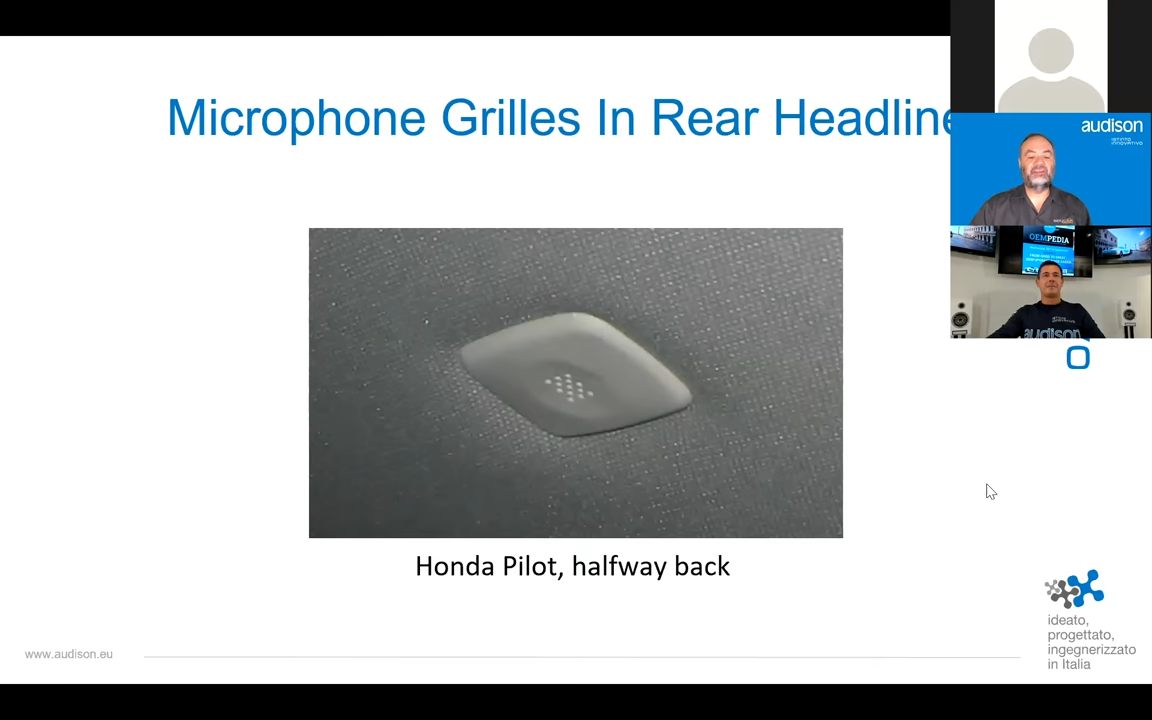 Microphone Grilles In Rear Headline
audison
OEMPEDIA
audison
Honda Pilot, halfway back
ideato,
progettato,
ingegnerizzato
in Italia
www.audison.eu